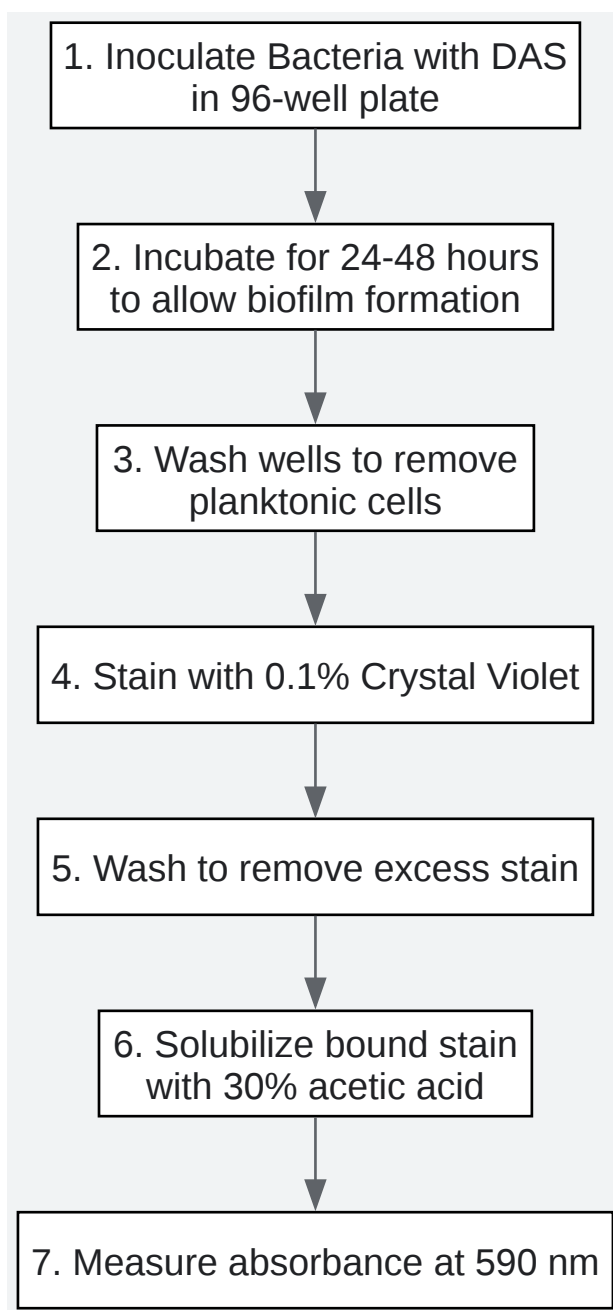 1. Inoculate Bacteria with DAS
in 96-well plate
2. Incubate for 24-48 hours
to allow biofilm formation
3. Wash wells to remove
planktonic cells
4. Stain with 0.1% Crystal Violet
5. Wash to remove excess stain
6. Solubilize bound stain
with 30% acetic acid
7. Measure absorbance at 590 nm